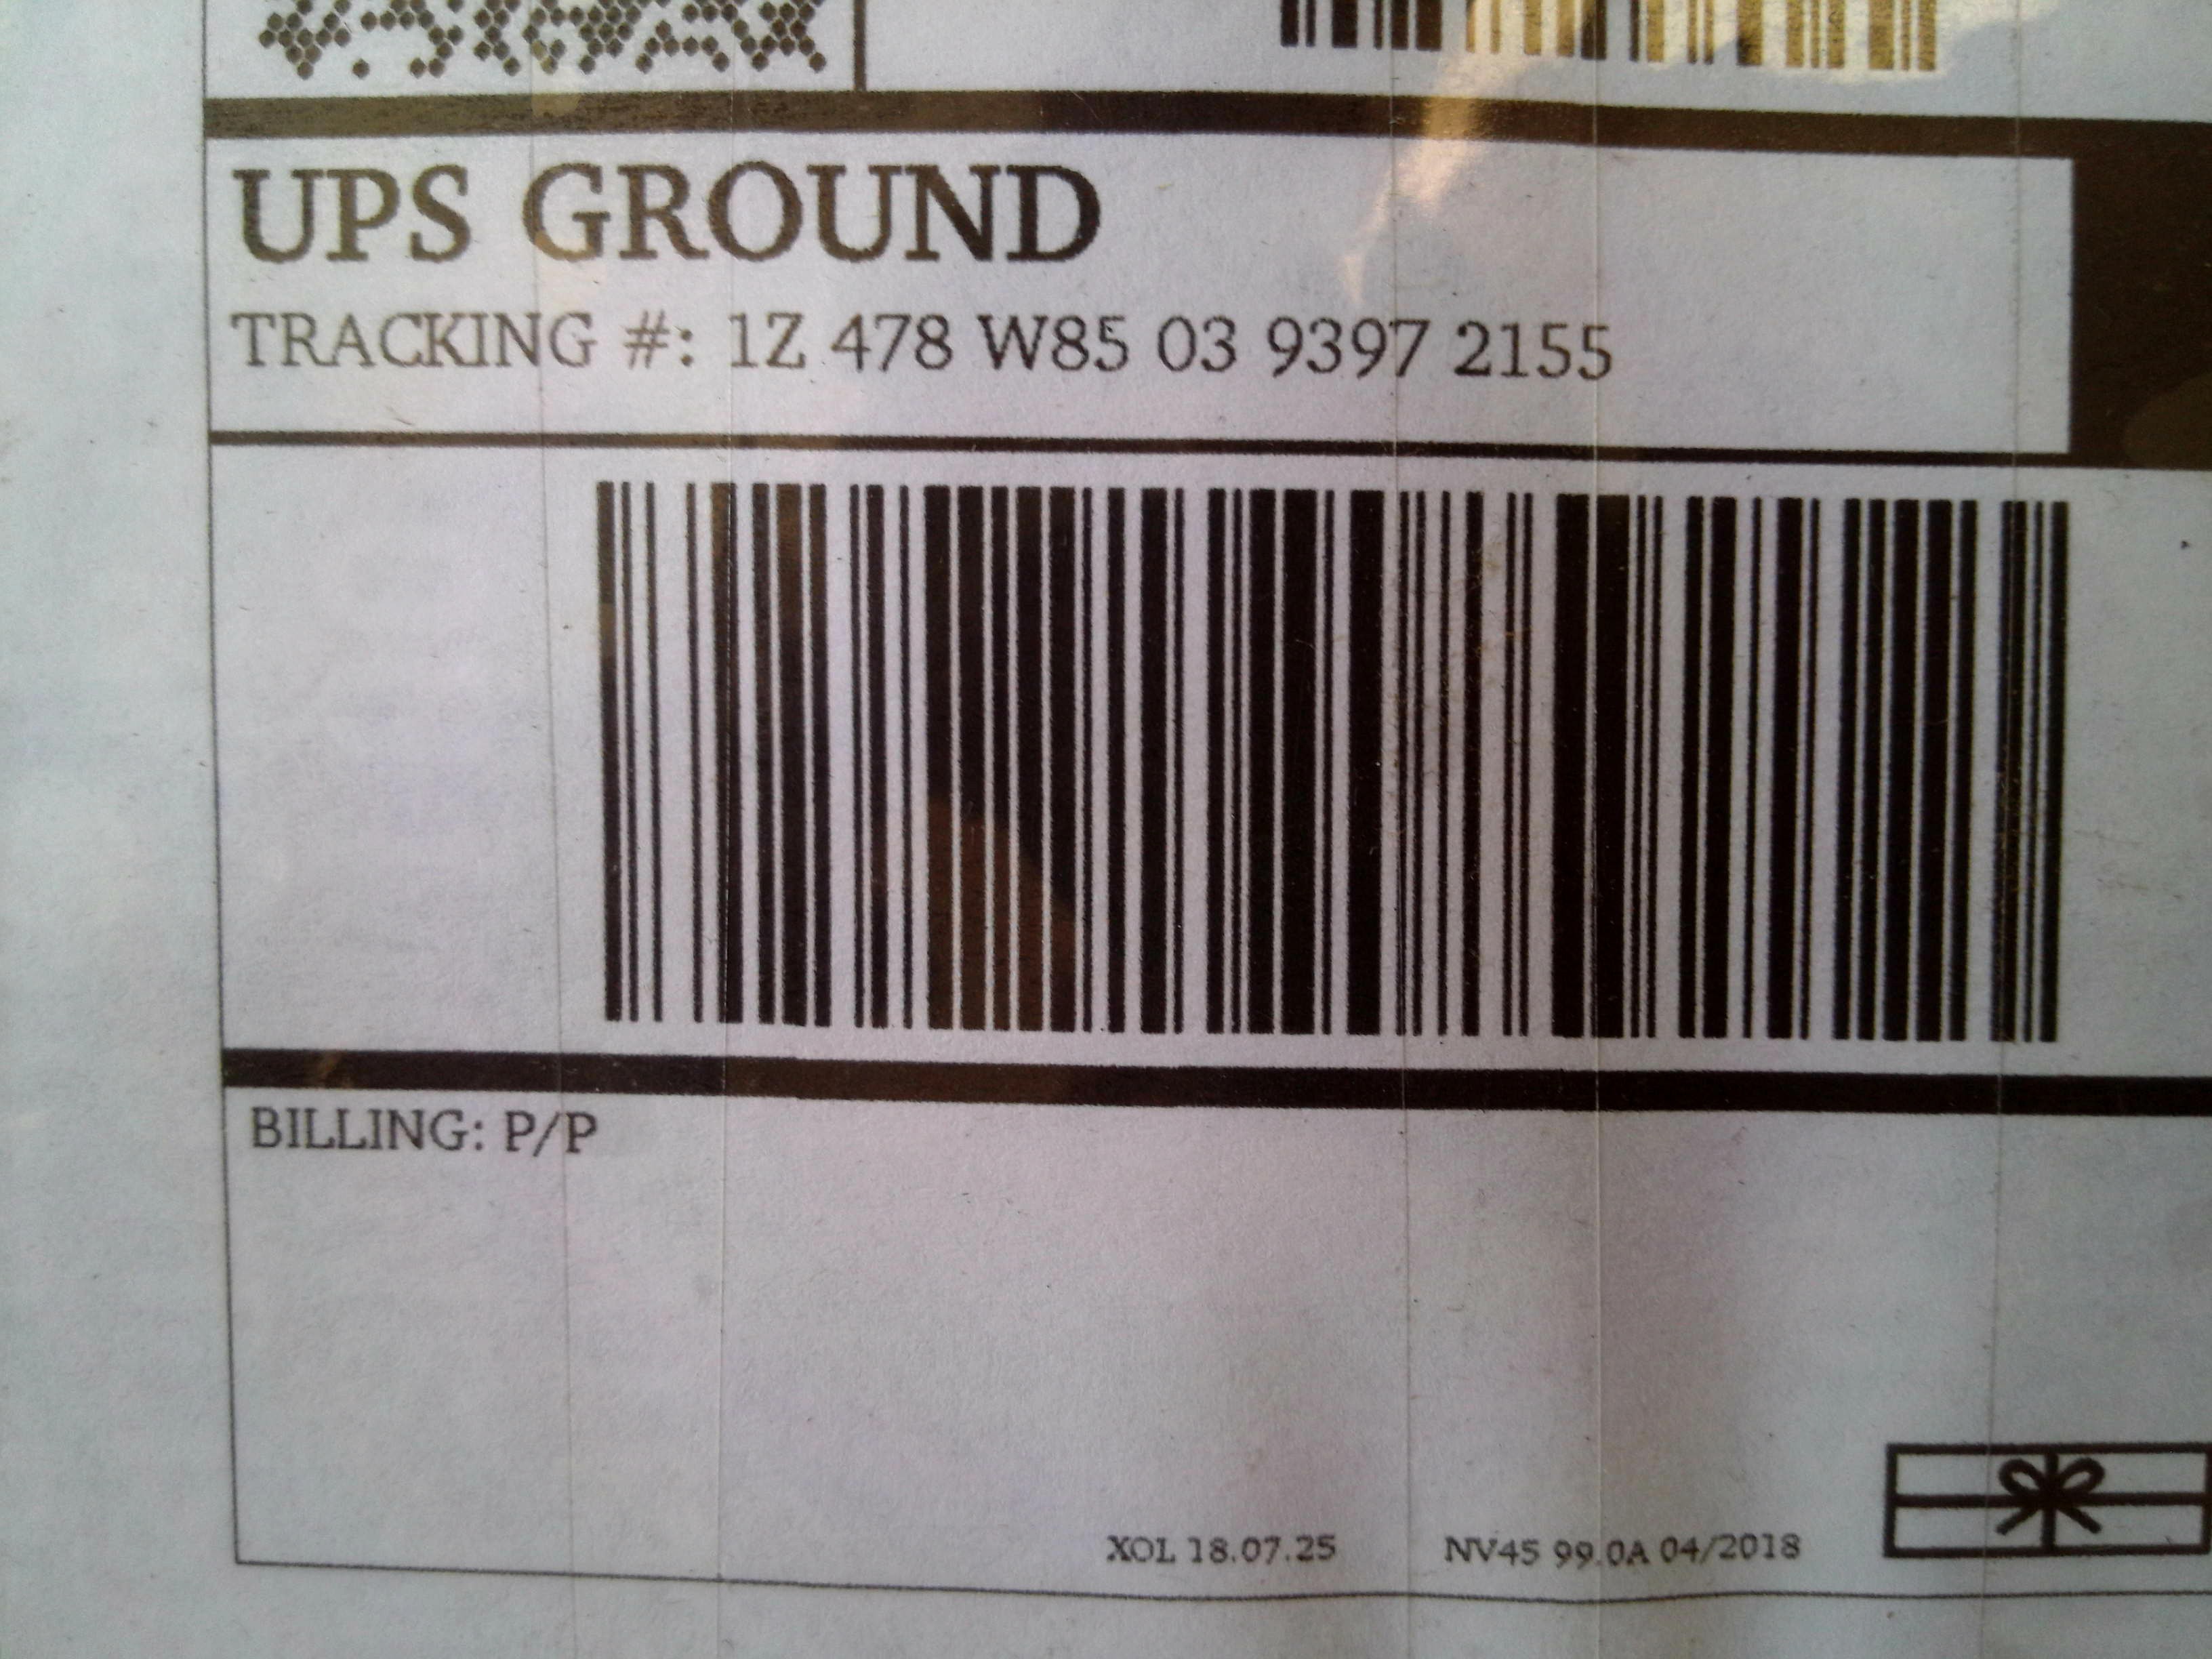 UPS GROUND
TRACKING #: 1Z 478 W85 03 9397 2155
BILLING: P/P
XOL 18.07.25 NV45 99.0A 04/2018